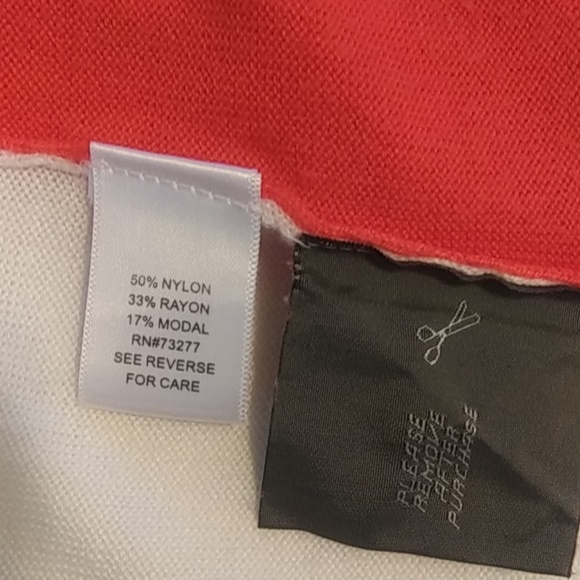 50% NYLON
33% RAYON
17% MODAL
RN#73277
SEE REVERSE
FOR CARE
PLEASE
REMOVE
AFTER
PURCHASE